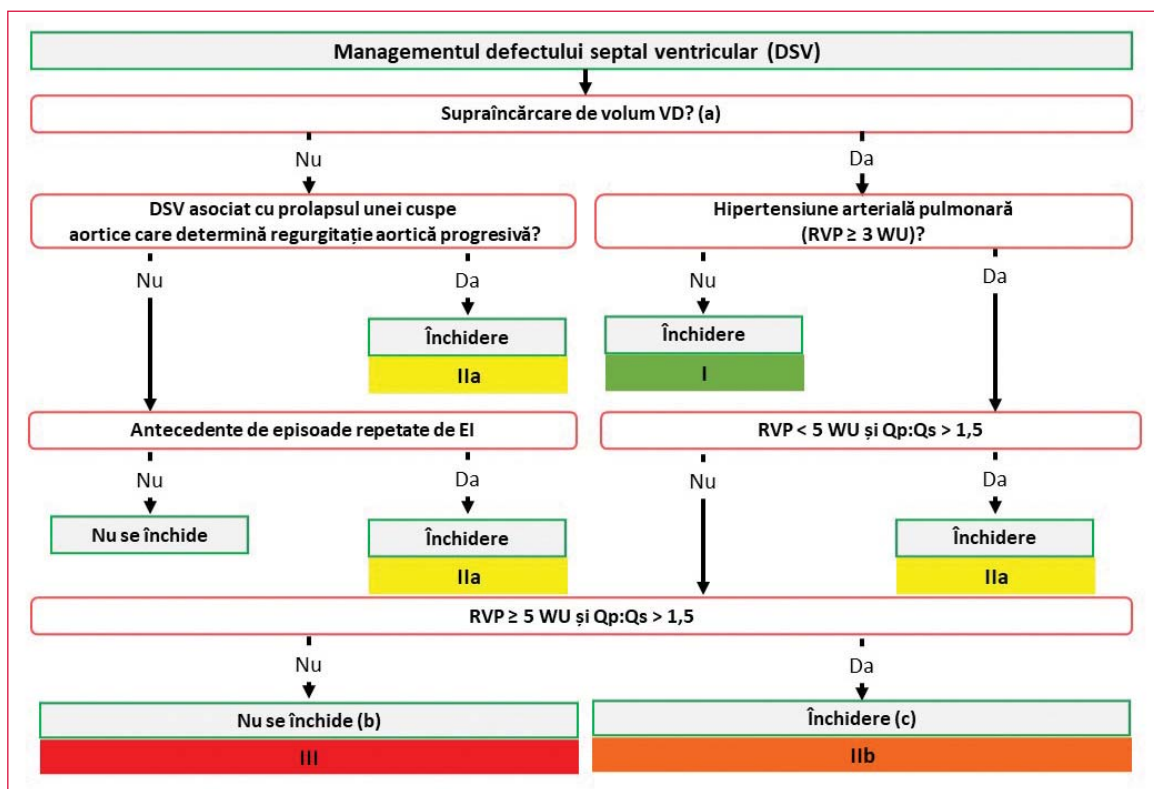 Managementul defectului septal ventricular (DSV)
Supraîncărcare de volum VD? (a)
Nu
Da
DSV asociat cu prolapsul unei cuspe
aortice care determină regurgitație aortică progresivă?
Hipertensiune arterială pulmonară
(RVP ≥ 3 WU)?
Nu
Da
Nu
Da
Închidere
IIa
Închidere
I
Antecedente de episoade repetate de EI
RVP < 5 WU și Qp:Qs > 1,5
Nu
Da
Nu
Da
Nu se închide
Închidere
IIa
Închidere
IIa
RVP ≥ 5 WU și Qp:Qs > 1,5
Nu
Da
Nu se închide (b)
III
Închidere (c)
IIb